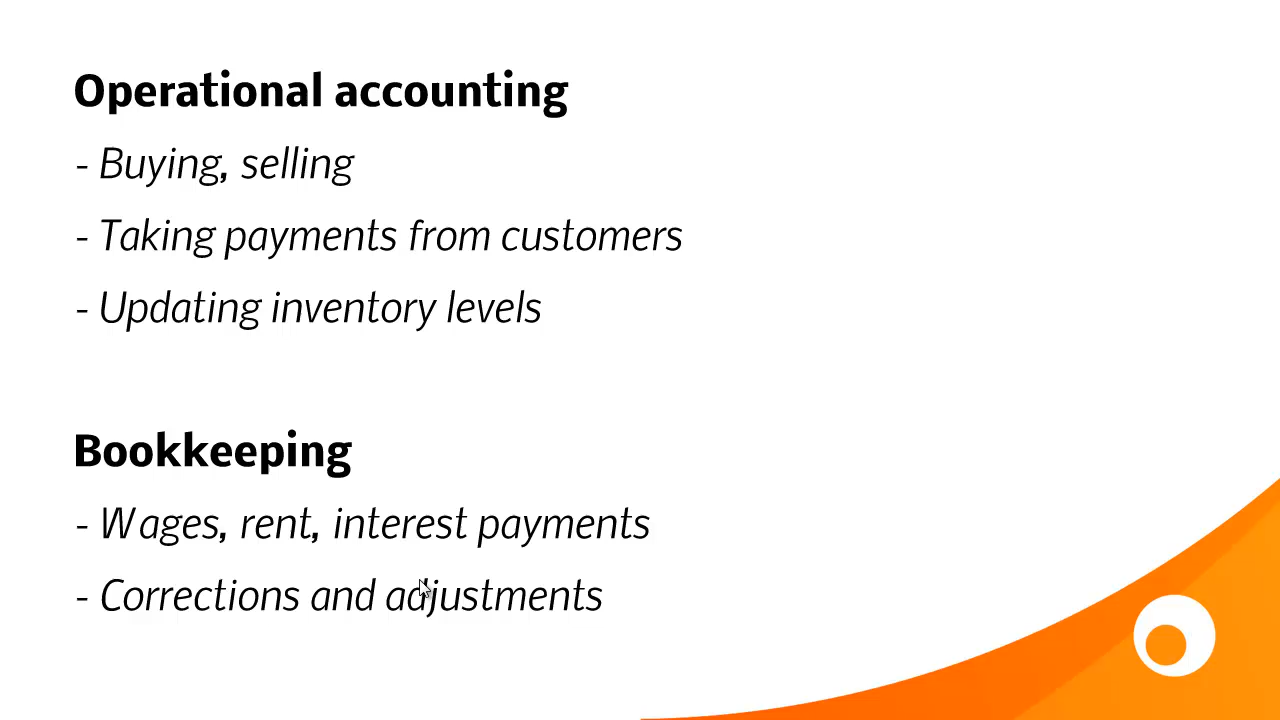 Operational accounting
- Buying, selling
- Taking payments from customers
- Updating inventory levels
Bookkeeping
- Wages, rent, interest payments
- Corrections and adjustments